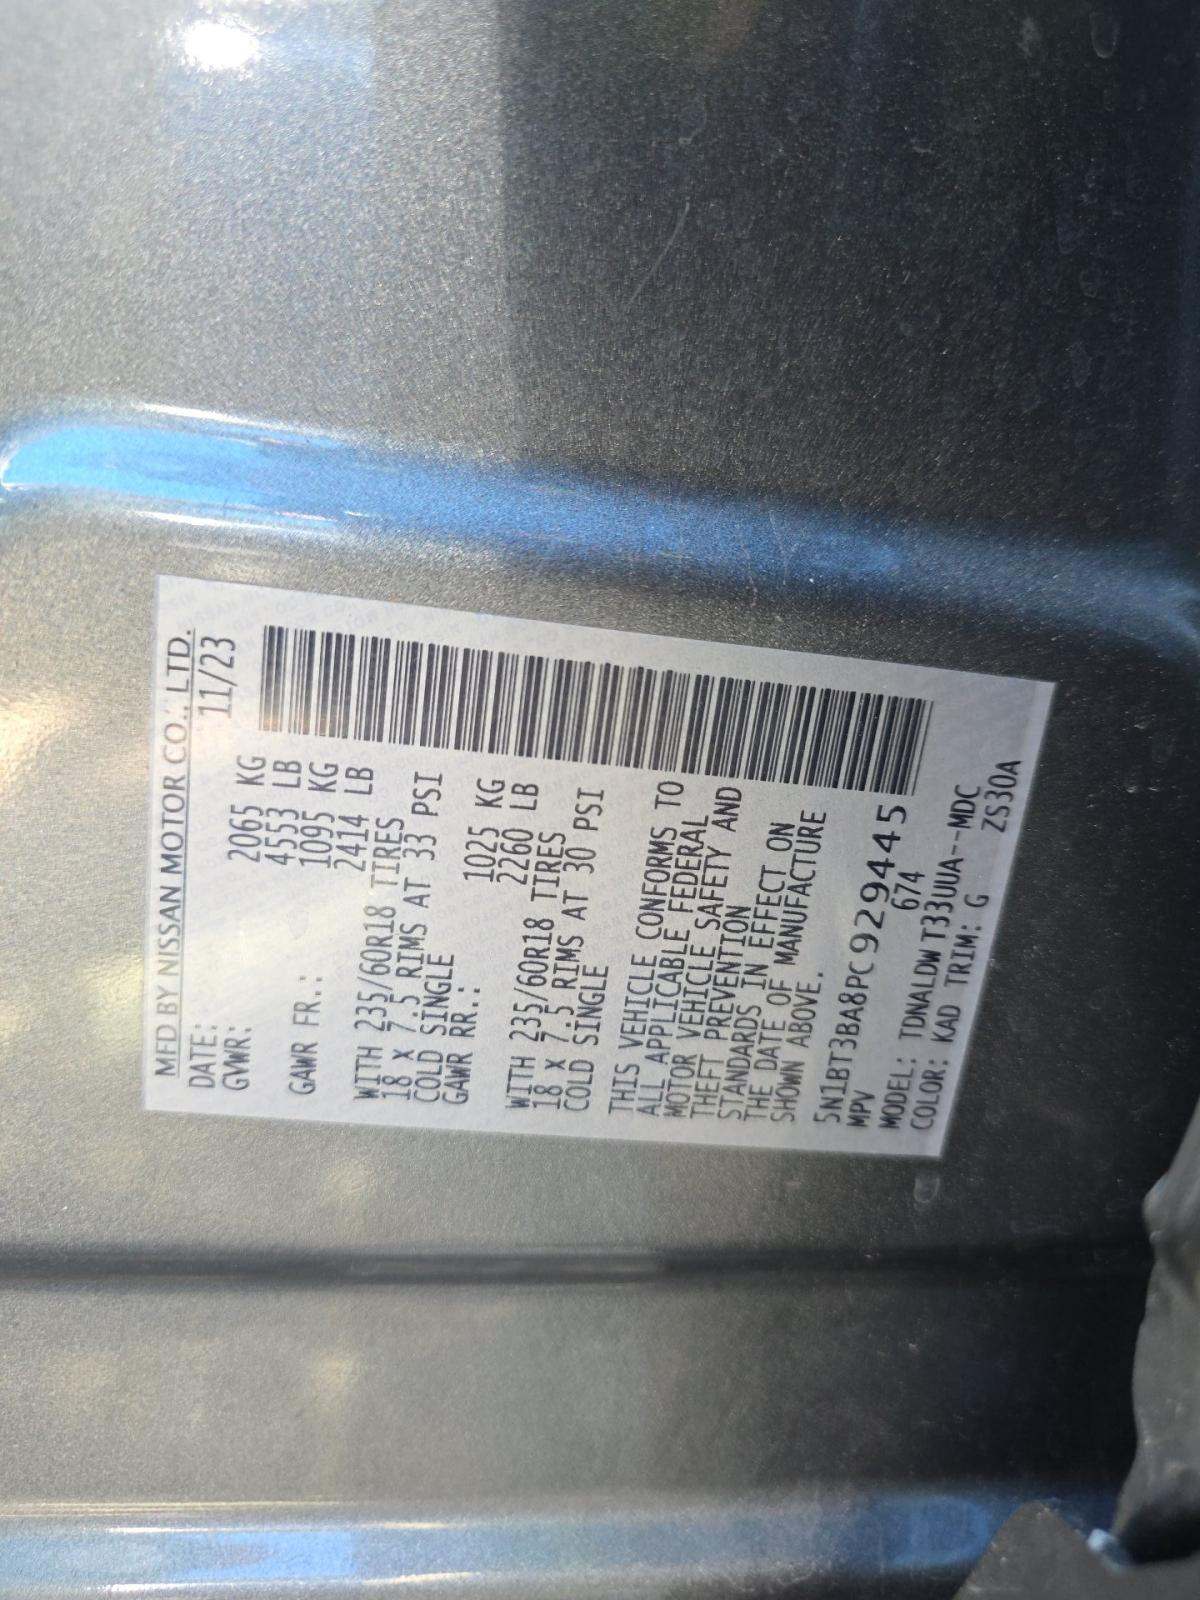 MFD BY NISSAN MOTOR CO., LTD.
DATE: 11/23
GVWR: 2065 KG
4553 LB
GAWR FR.: 1095 KG
2414 LB
WITH 235/60R18 TIRES
18 X 7.5 RIMS AT 33 PSI
COLD SINGLE
GAWR RR.: 1025 KG
2260 LB
WITH 235/60R18 TIRES
18 X 7.5 RIMS AT 30 PSI
COLD SINGLE
THIS VEHICLE CONFORMS TO
ALL APPLICABLE FEDERAL
MOTOR VEHICLE SAFETY AND
THEFT PREVENTION
STANDARDS IN EFFECT ON
THE DATE OF MANUFACTURE
SHOWN ABOVE.
5N1BT3BA8PC929445
MPV 674
MODEL: TDNALDWT33UUA--MDC
COLOR: KAD TRIM: G ZS30A